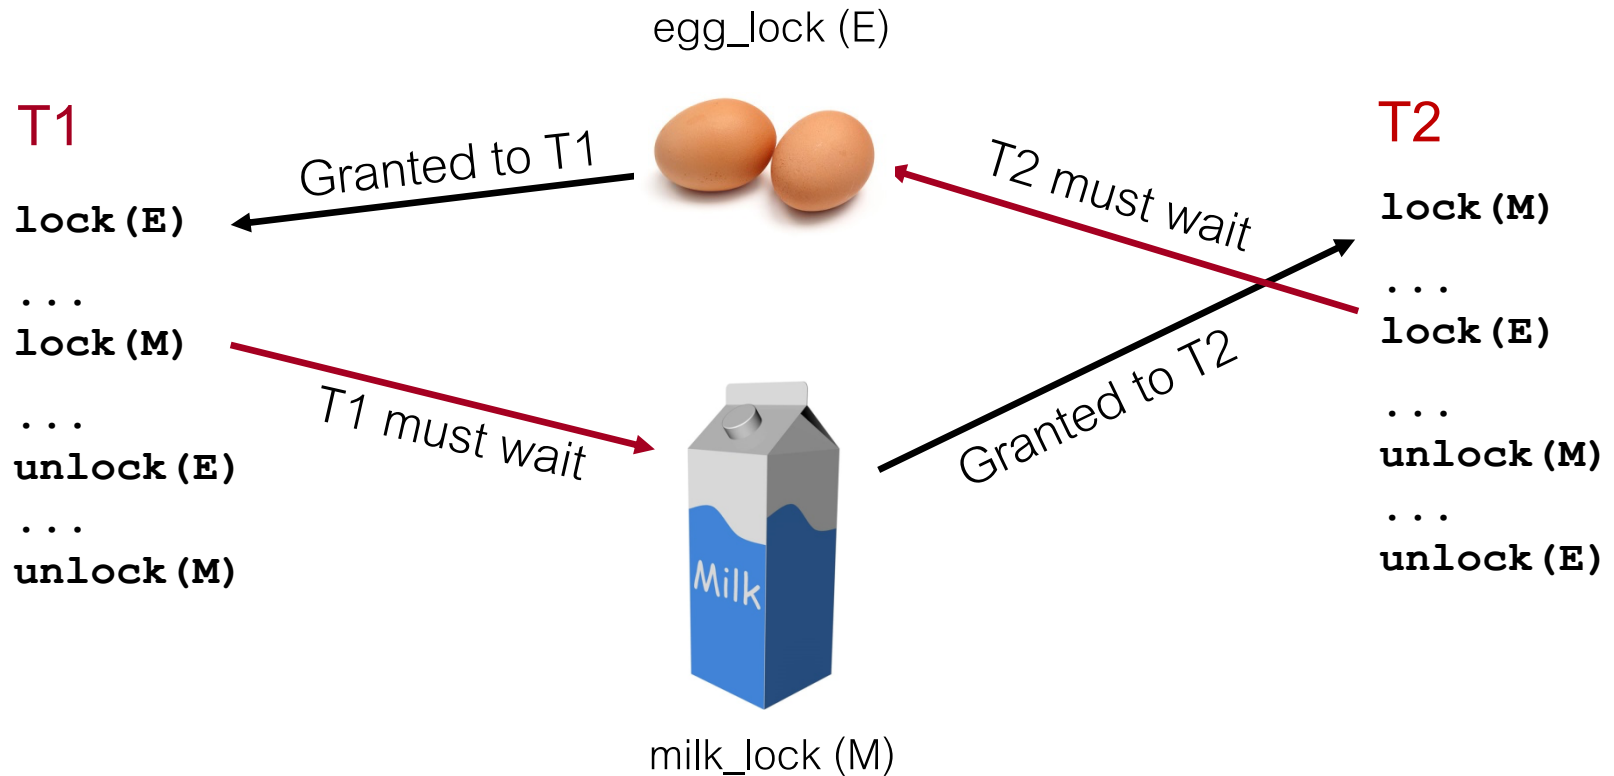 egg_lock (E)
T1
Granted to T1
lock(E)
...
lock(M)
T1 must wait
...
unlock(E)
...
unlock(M)
Milk
milk_lock (M)
T2
T2 must wait
lock(M)
...
lock(E)
Granted to T2
...
unlock(M)
...
unlock(E)